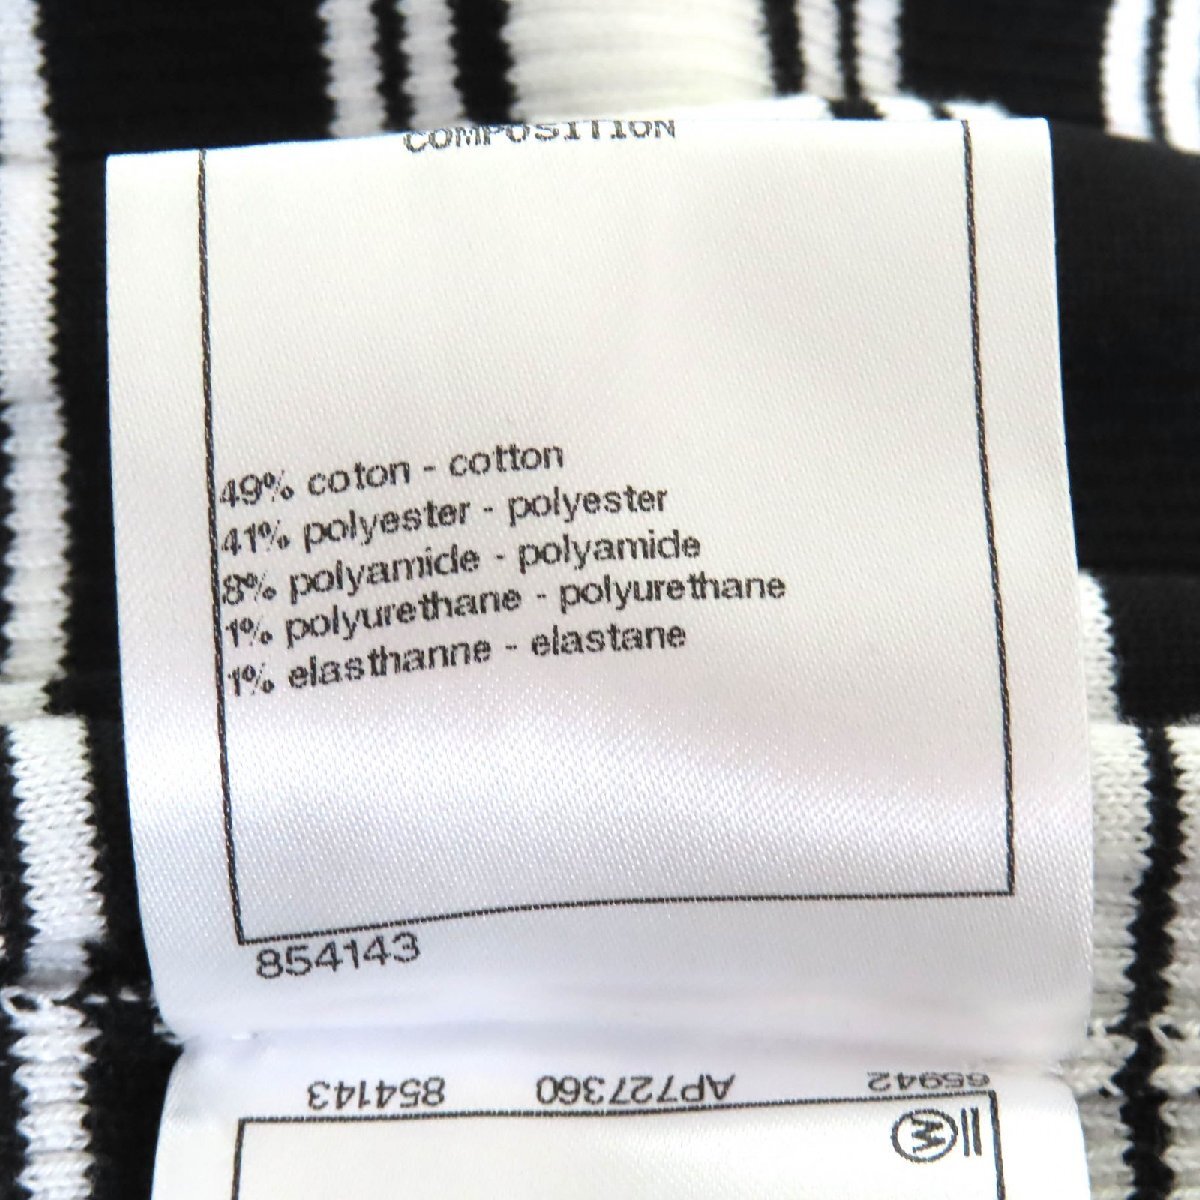 COMPOSITION
49% coton - cotton
41% polyester - polyester
8% polyamide - polyamide
1% polyurethane - polyurethane
1% elasthanne - elastane
854143
65942 AP727360 854143
M